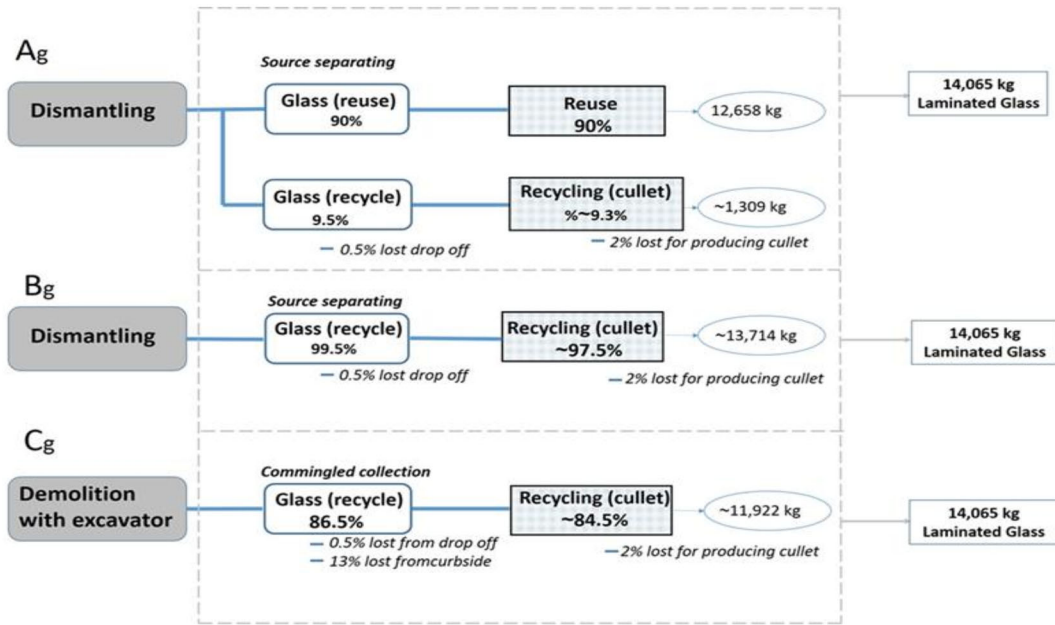 Ag
Source separating
Dismantling
Glass (reuse)
90%
Reuse
90%
12,658 kg
14,065 kg
Laminated Glass
Glass (recycle)
9.5%
Recycling (cullet)
%~9.3%
~1,309 kg
– 0.5% lost drop off
– 2% lost for producing cullet
Bg
Source separating
Dismantling
Glass (recycle)
99.5%
Recycling (cullet)
~97.5%
~13,714 kg
14,065 kg
Laminated Glass
– 0.5% lost drop off
– 2% lost for producing cullet
Cg
Commingled collection
Demolition
with excavator
Glass (recycle)
86.5%
Recycling (cullet)
~84.5%
~11,922 kg
14,065 kg
Laminated Glass
– 0.5% lost from drop off
– 13% lost fromcurbside
– 2% lost for producing cullet